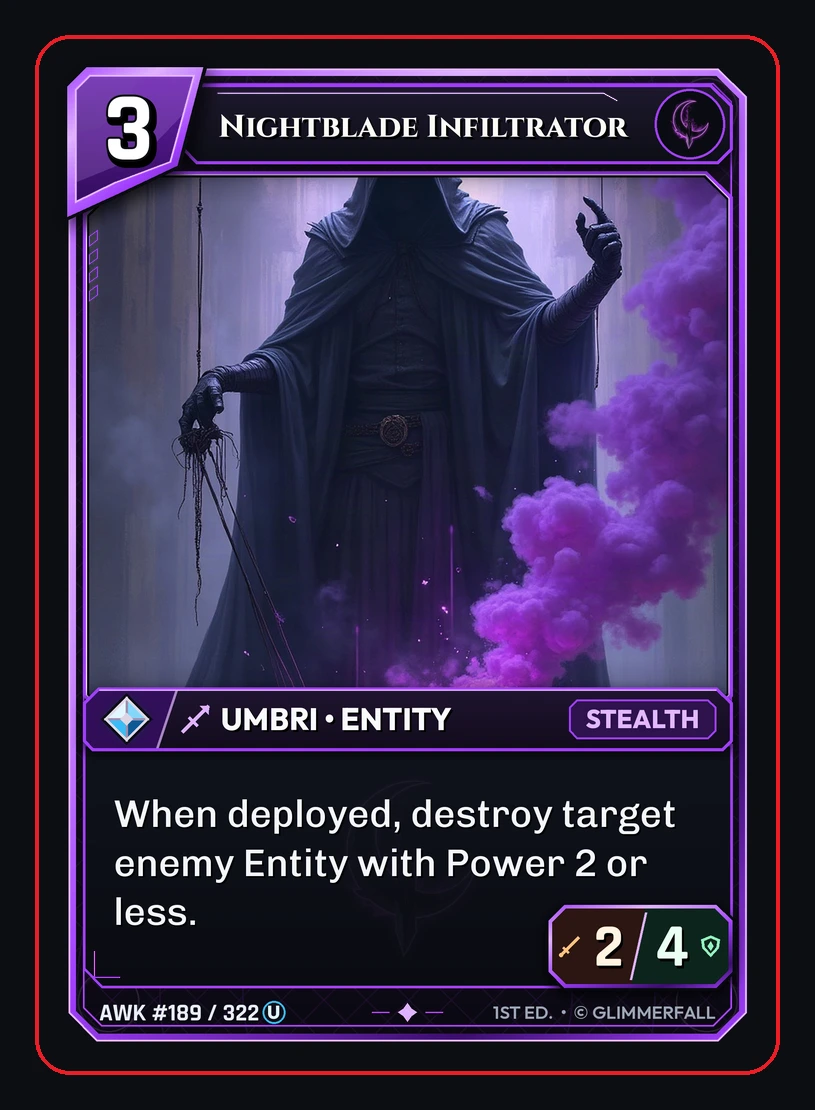 3
Nightblade Infiltrator
UMBRI • ENTITY
STEALTH
When deployed, destroy target
enemy Entity with Power 2 or
less.
2 / 4
AWK #189 / 322 U
1ST ED. • © GLIMMERFALL